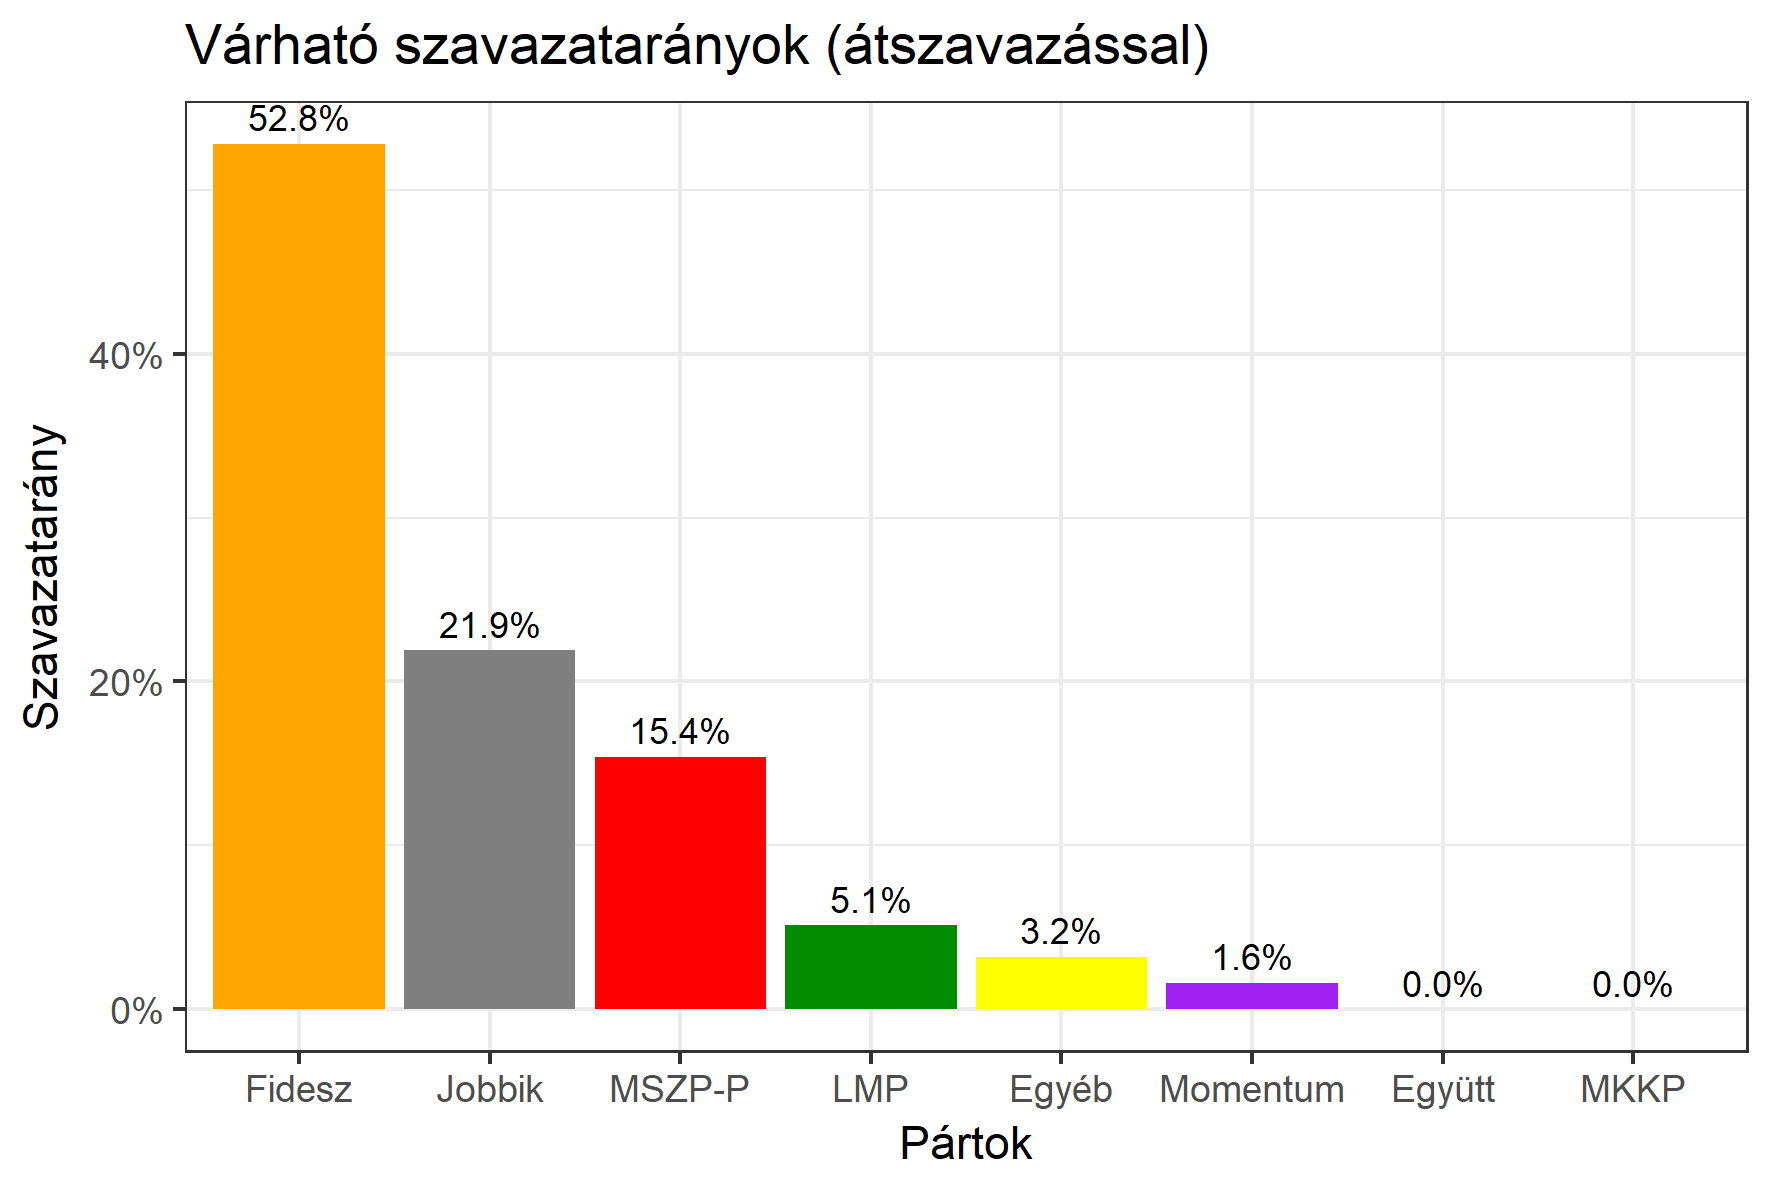 Várható szavazatarányok (átszavazással)
52.8%
21.9%
15.4%
5.1%
3.2%
1.6%
0.0%
0.0%
40%
20%
0%
Szavazatarány
Fidesz
Jobbik
MSZP-P
LMP
Egyéb
Momentum
Együtt
MKKP
Pártok